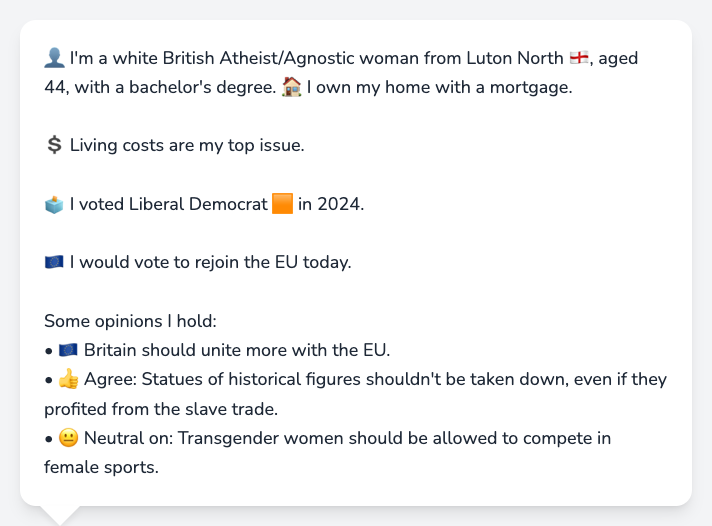 👤 I'm a white British Atheist/Agnostic woman from Luton North 🏴󠁧󠁢󠁥󠁮󠁧󠁿, aged
44, with a bachelor's degree. 🏠 I own my home with a mortgage.
💲 Living costs are my top issue.
🗳️ I voted Liberal Democrat 🟧 in 2024.
🇪🇺 I would vote to rejoin the EU today.
Some opinions I hold:
• 🇪🇺 Britain should unite more with the EU.
• 👍 Agree: Statues of historical figures shouldn't be taken down, even if they
profited from the slave trade.
• 😐 Neutral on: Transgender women should be allowed to compete in
female sports.